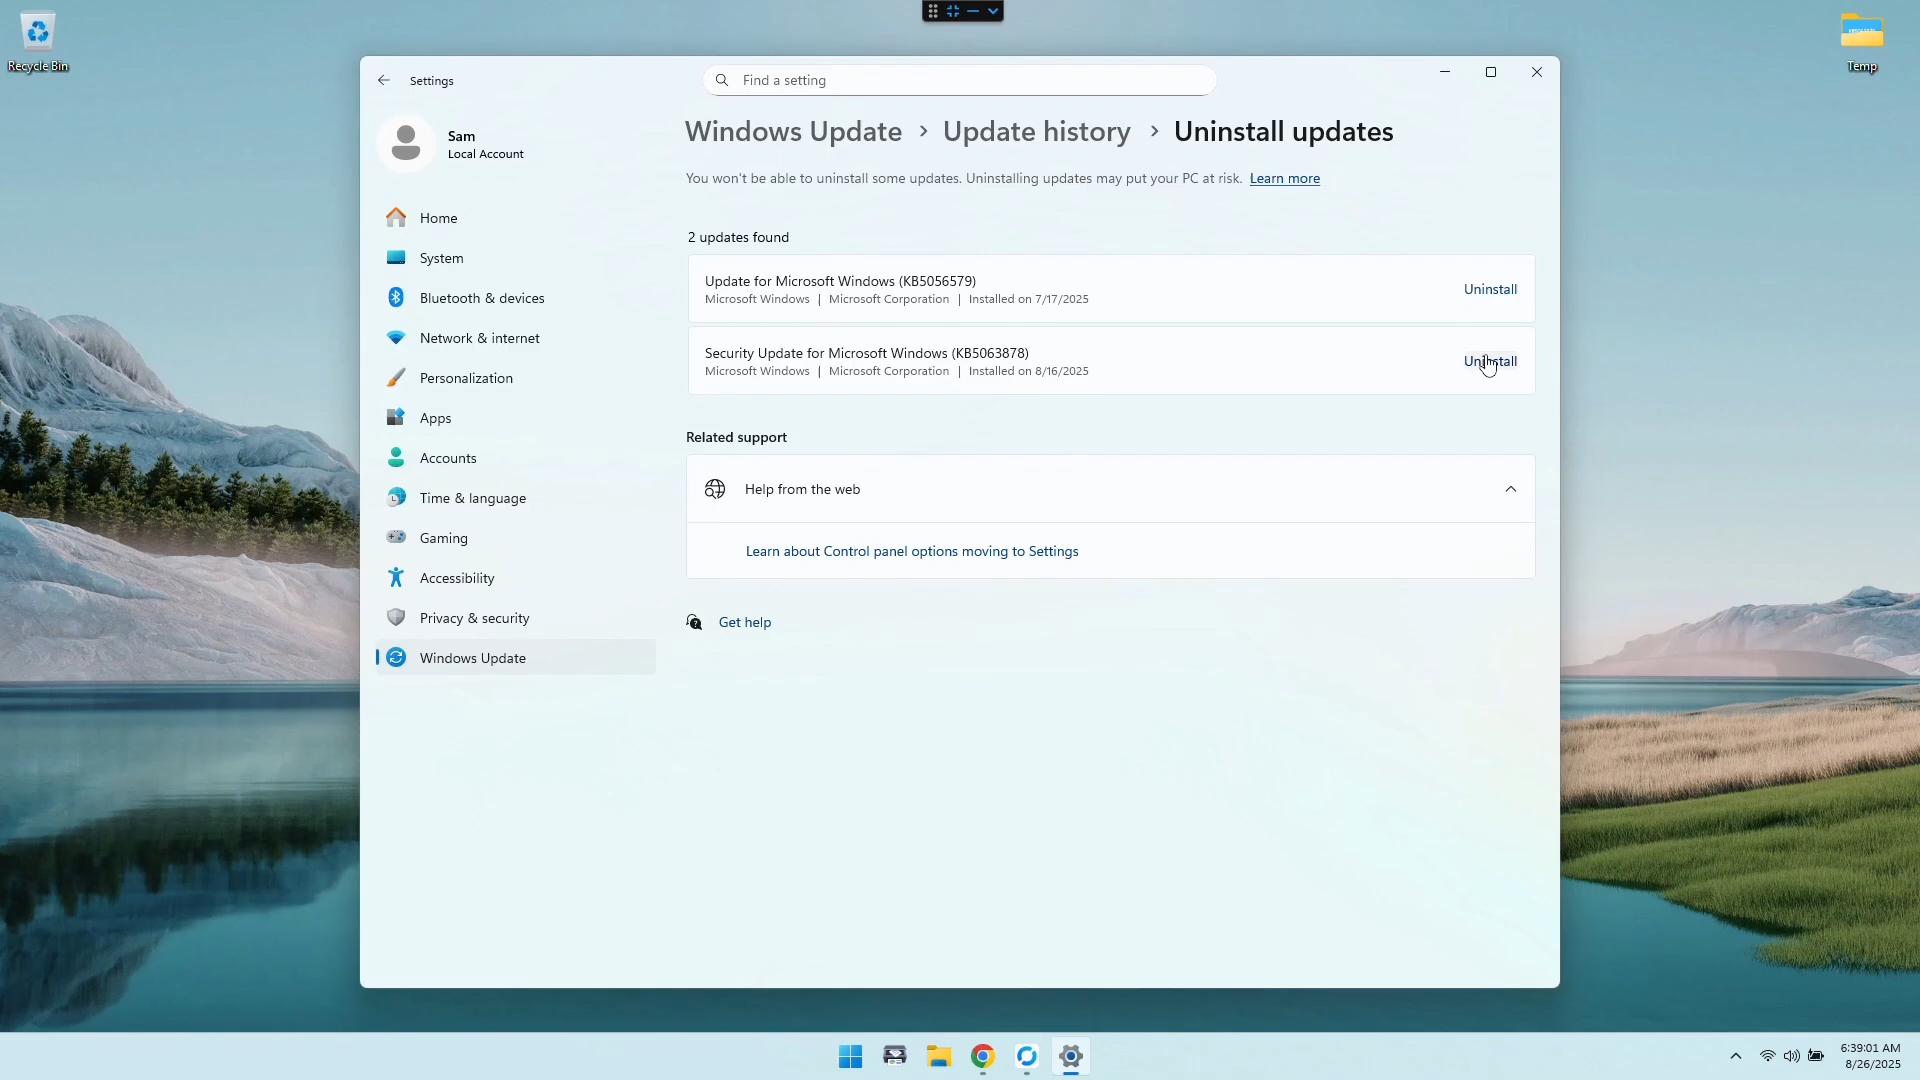 Recycle Bin
Temp
Settings
Find a setting
Sam
Local Account
Home
System
Bluetooth & devices
Network & internet
Personalization
Apps
Accounts
Time & language
Gaming
Accessibility
Privacy & security
Windows Update
Windows Update › Update history › Uninstall updates
You won't be able to uninstall some updates. Uninstalling updates may put your PC at risk. Learn more
2 updates found
Update for Microsoft Windows (KB5056579)
Microsoft Windows | Microsoft Corporation | Installed on 7/17/2025
Uninstall
Security Update for Microsoft Windows (KB5063878)
Microsoft Windows | Microsoft Corporation | Installed on 8/16/2025
Uninstall
Related support
Help from the web
Learn about Control panel options moving to Settings
Get help
6:39:01 AM
8/26/2025